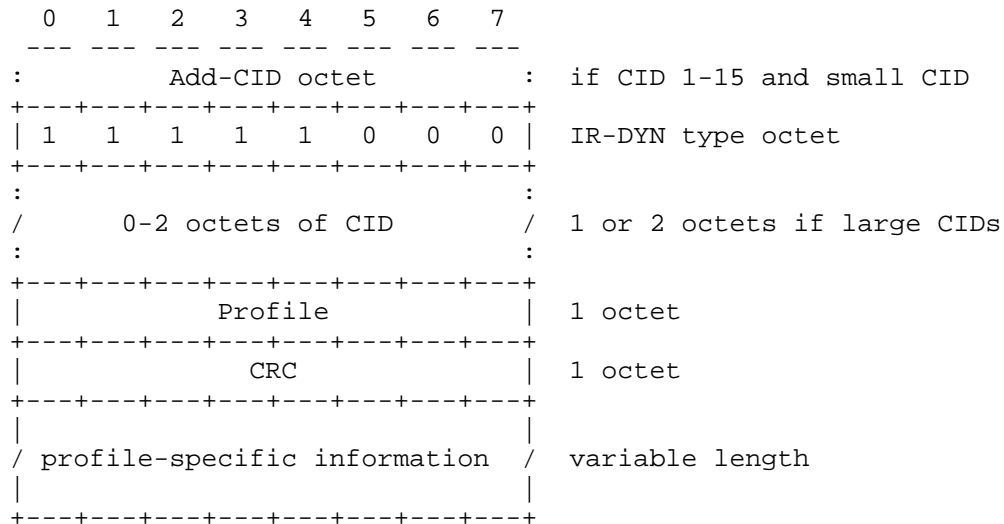 0   1   2   3   4   5   6   7
    --- --- --- --- --- --- --- ---
   :         Add-CID octet         :  if CID 1-15 and small CID
   +---+---+---+---+---+---+---+---+
   | 1   1   1   1   1   0   0   0 |  IR-DYN type octet
   +---+---+---+---+---+---+---+---+
   :                               :
   /      0-2 octets of CID        /  1 or 2 octets if large CIDs
   :                               :
   +---+---+---+---+---+---+---+---+
   |            Profile            |  1 octet
   +---+---+---+---+---+---+---+---+
   |              CRC              |  1 octet
   +---+---+---+---+---+---+---+---+
   |                               |
   / profile-specific information  /  variable length
   |                               |
   +---+---+---+---+---+---+---+---+